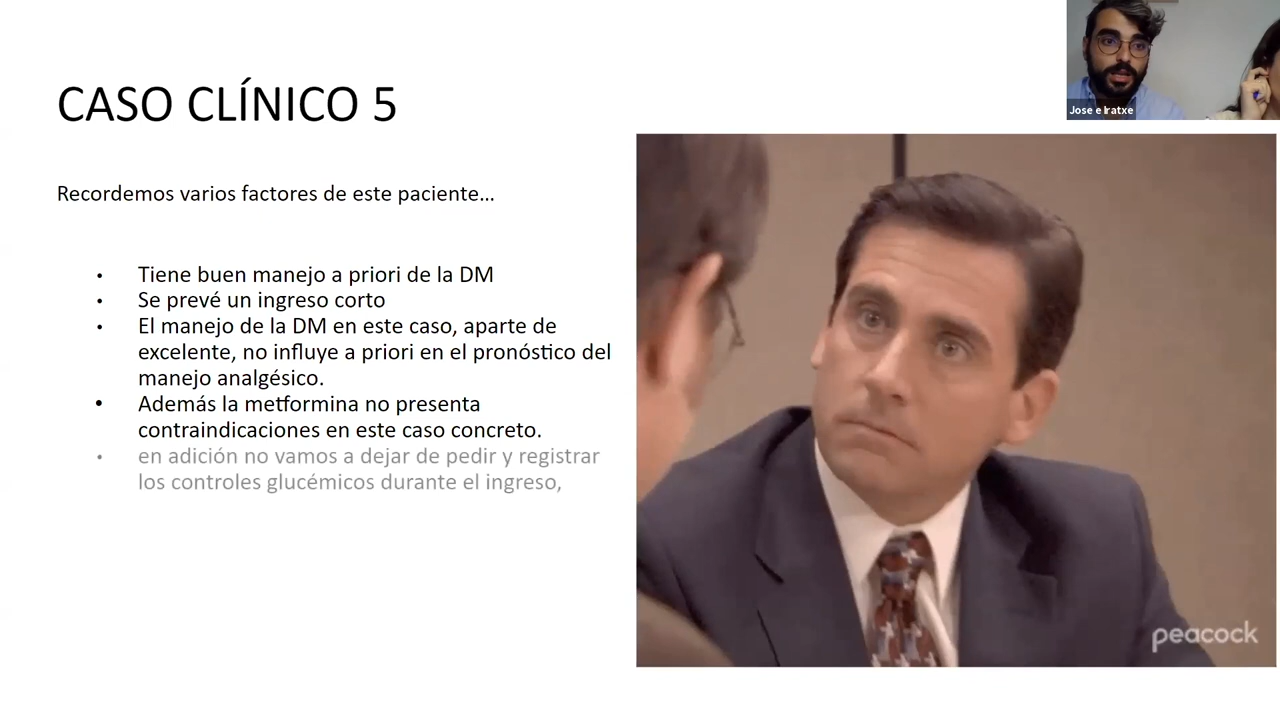 CASO CLÍNICO 5
Jose e Iratxe
Recordemos varios factores de este paciente...
• Tiene buen manejo a priori de la DM
• Se prevé un ingreso corto
• El manejo de la DM en este caso, aparte de
excelente, no influye a priori en el pronóstico del
manejo analgésico.
• Además la metformina no presenta
contraindicaciones en este caso concreto.
• en adición no vamos a dejar de pedir y registrar
los controles glucémicos durante el ingreso,
peacock